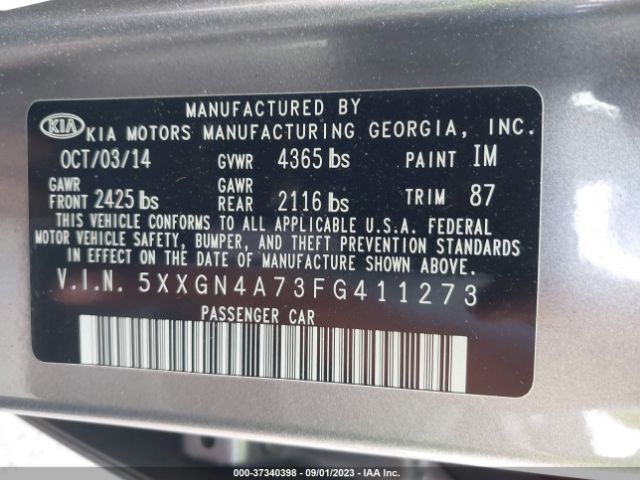 MANUFACTURED BY
KIA KIA MOTORS MANUFACTURING GEORGIA, INC.
OCT/03/14 GVWR 4365 lbs PAINT IM
GAWR FRONT 2425 lbs GAWR REAR 2116 lbs TRIM 87
THIS VEHICLE CONFORMS TO ALL APPLICABLE U.S.A. FEDERAL
MOTOR VEHICLE SAFETY, BUMPER, AND THEFT PREVENTION STANDARDS
IN EFFECT ON THE DATE OF MANUFACTURE SHOWN ABOVE.
V.I.N. 5XXGN4A73FG411273
PASSENGER CAR
000-37340398 - 09/01/2023 - IAA Inc.